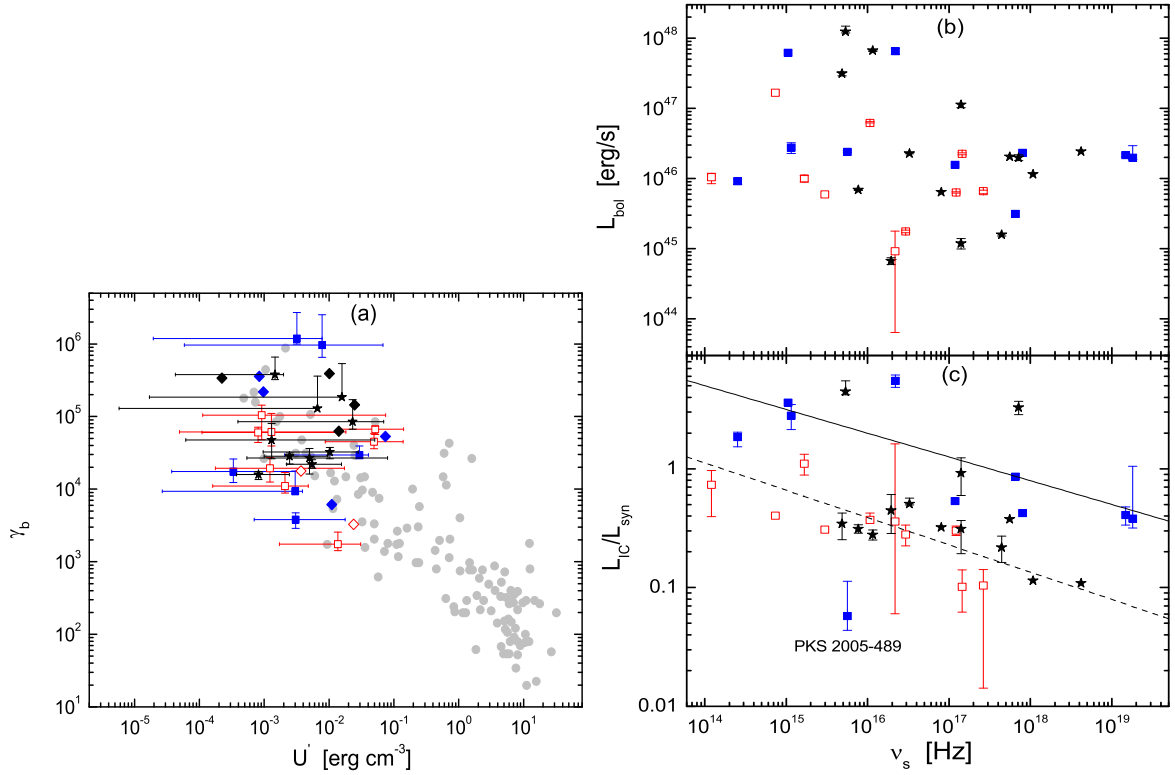 (b)
10^48
10^47
10^46
10^45
10^44
L_bol [erg/s]
(a)
10^6
10^5
10^4
10^3
10^2
10^1
γ_b
10^-5 10^-4 10^-3 10^-2 10^-1 10^0 10^1
U' [erg cm^-3]
(c)
1
0.1
0.01
L_IC/L_syn
PKS 2005-489
10^14 10^15 10^16 10^17 10^18 10^19
ν_s [Hz]